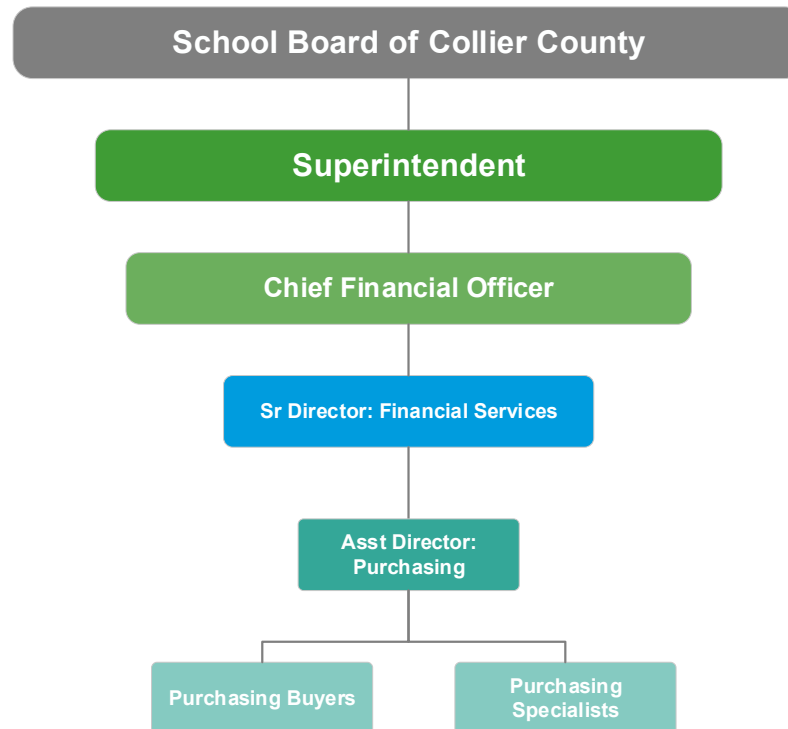 School Board of Collier County
Superintendent
Chief Financial Officer
Sr Director: Financial Services
Asst Director:
Purchasing
Purchasing Buyers
Purchasing
Specialists